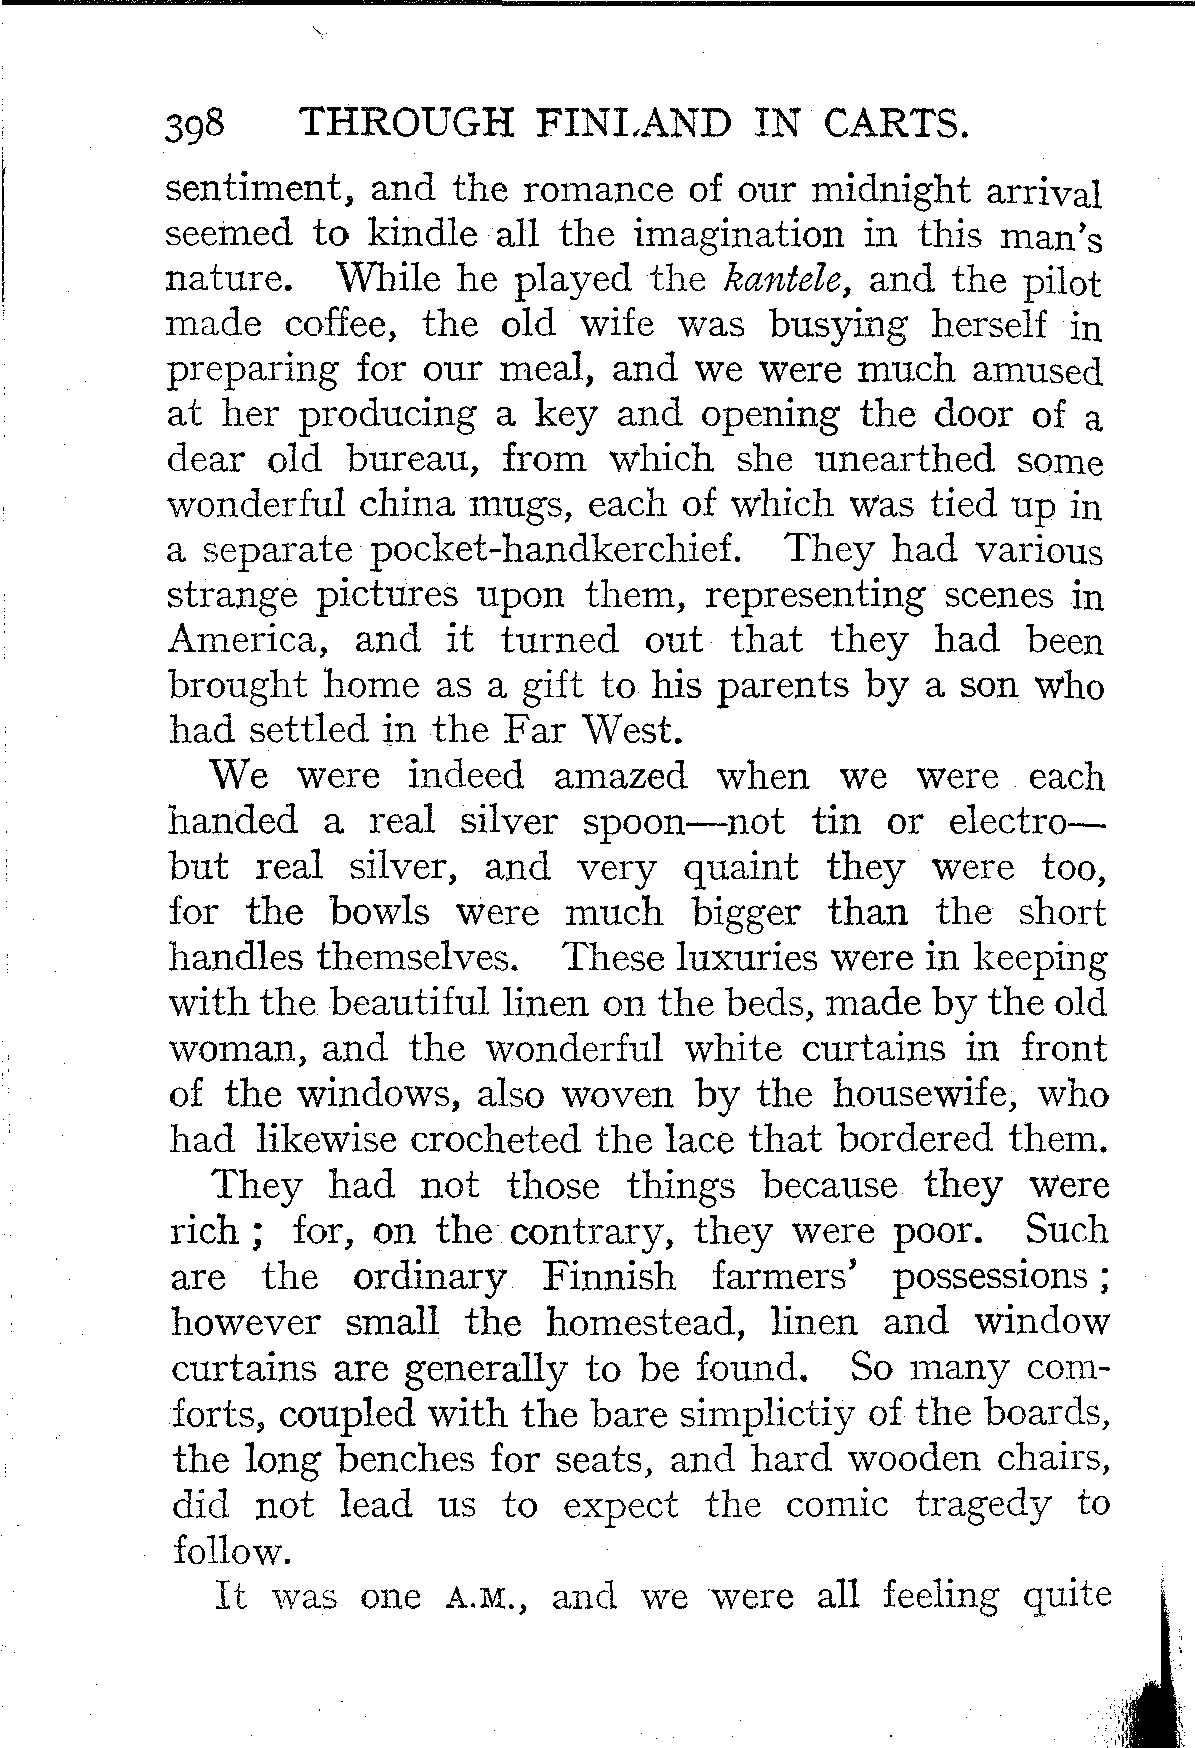 398 THROUGH FINLAND IN CARTS.
sentiment, and the romance of our midnight arrival
seemed to kindle all the imagination in this man's
nature. While he played the kantele, and the pilot
made coffee, the old wife was busying herself in
preparing for our meal, and we were much amused
at her producing a key and opening the door of a
dear old bureau, from which she unearthed some
wonderful china mugs, each of which was tied up in
a separate pocket-handkerchief. They had various
strange pictures upon them, representing scenes in
America, and it turned out that they had been
brought home as a gift to his parents by a son who
had settled in the Far West.
We were indeed amazed when we were each
handed a real silver spoon—not tin or electro—
but real silver, and very quaint they were too,
for the bowls were much bigger than the short
handles themselves. These luxuries were in keeping
with the beautiful linen on the beds, made by the old
woman, and the wonderful white curtains in front
of the windows, also woven by the housewife, who
had likewise crocheted the lace that bordered them.
They had not those things because they were
rich ; for, on the contrary, they were poor. Such
are the ordinary Finnish farmers' possessions ;
however small the homestead, linen and window
curtains are generally to be found. So many com-
forts, coupled with the bare simplictiy of the boards,
the long benches for seats, and hard wooden chairs,
did not lead us to expect the comic tragedy to
follow.
It was one A.M., and we were all feeling quite